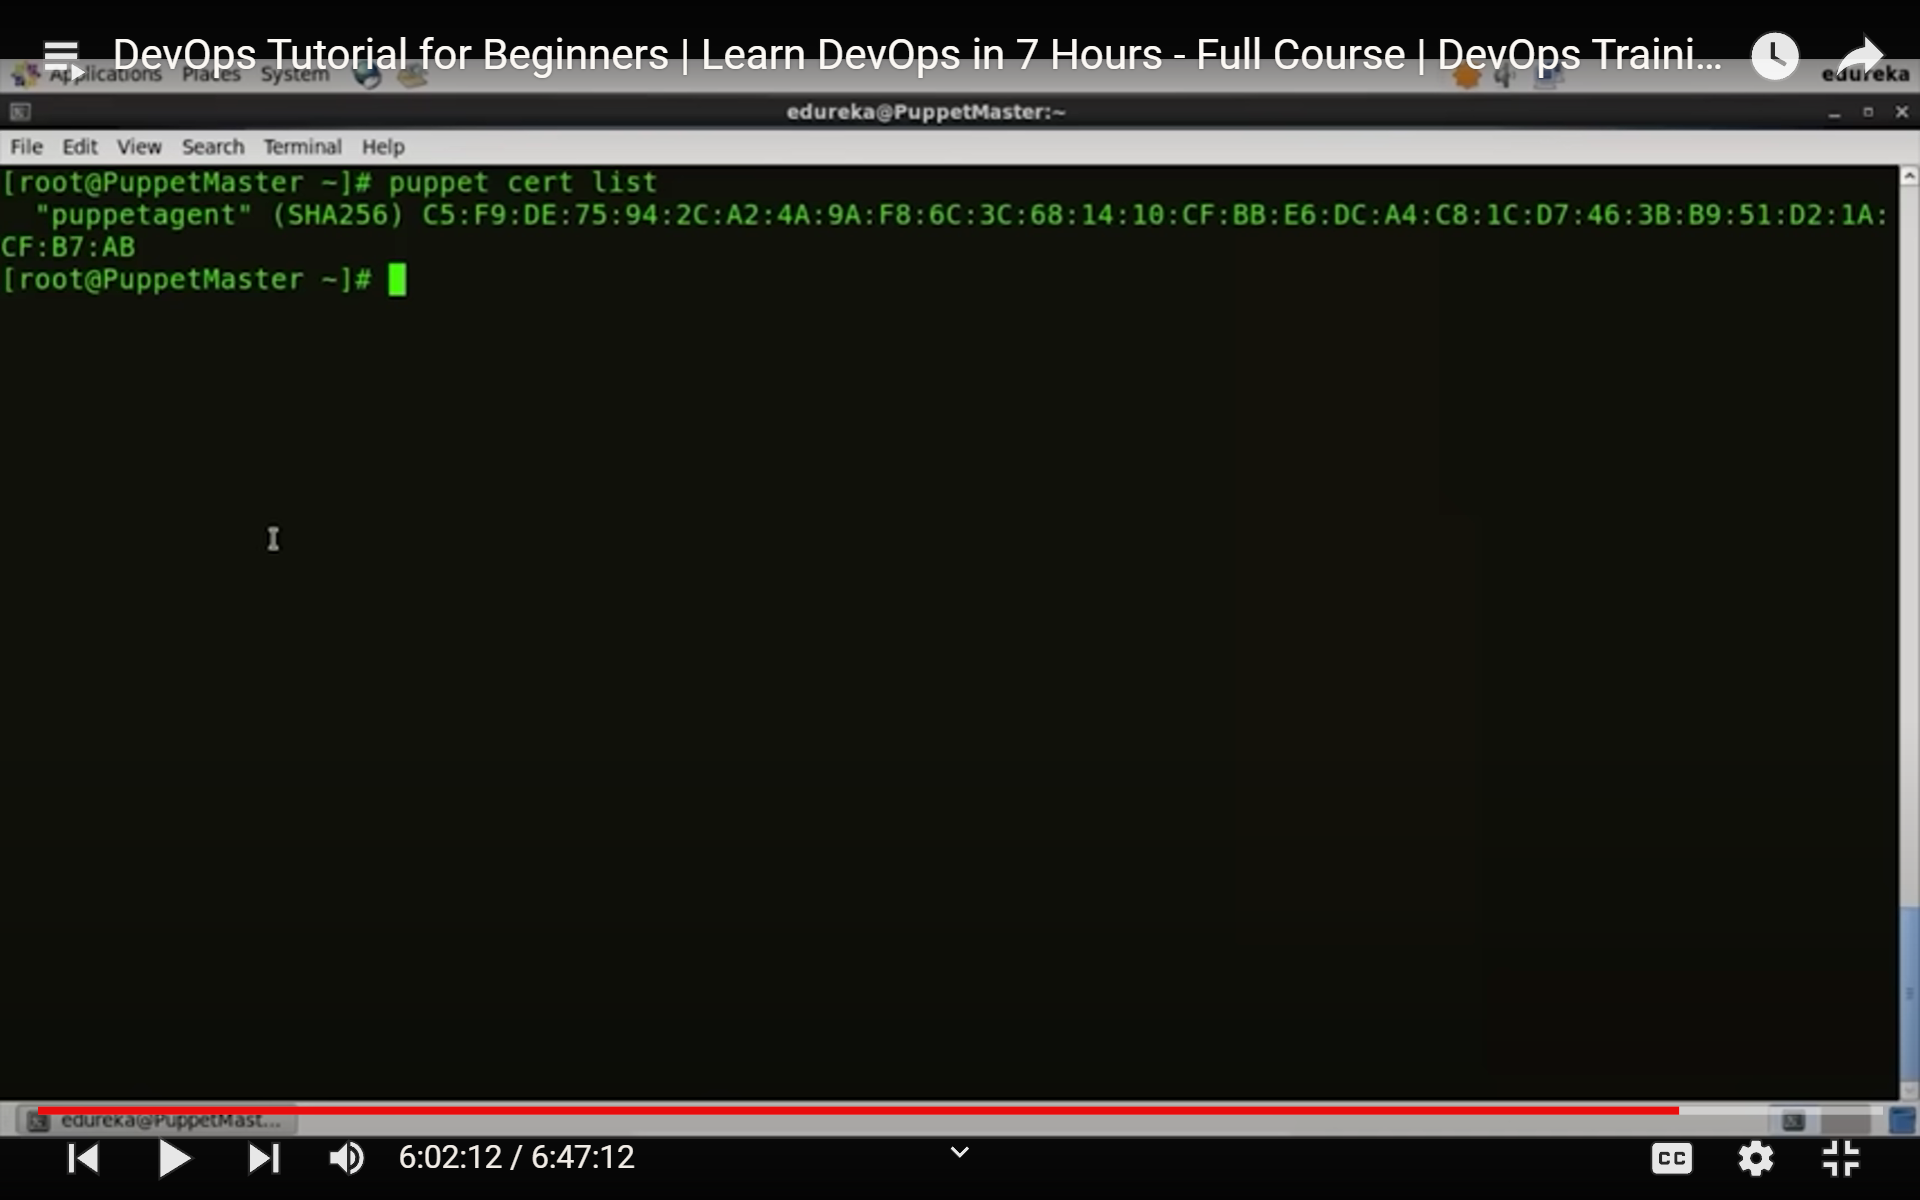 DevOps Tutorial for Beginners | Learn DevOps in 7 Hours - Full Course | DevOps Traini...
Applications Places System edureka
edureka@PuppetMaster:~
File Edit View Search Terminal Help
[root@PuppetMaster ~]# puppet cert list
"puppetagent" (SHA256) C5:F9:DE:75:94:2C:A2:4A:9A:F8:6C:3C:68:14:10:CF:BB:E6:DC:A4:C8:1C:D7:46:3B:B9:51:D2:1A:
CF:B7:AB
[root@PuppetMaster ~]#
edureka@PuppetMast...
6:02:12 / 6:47:12
CC